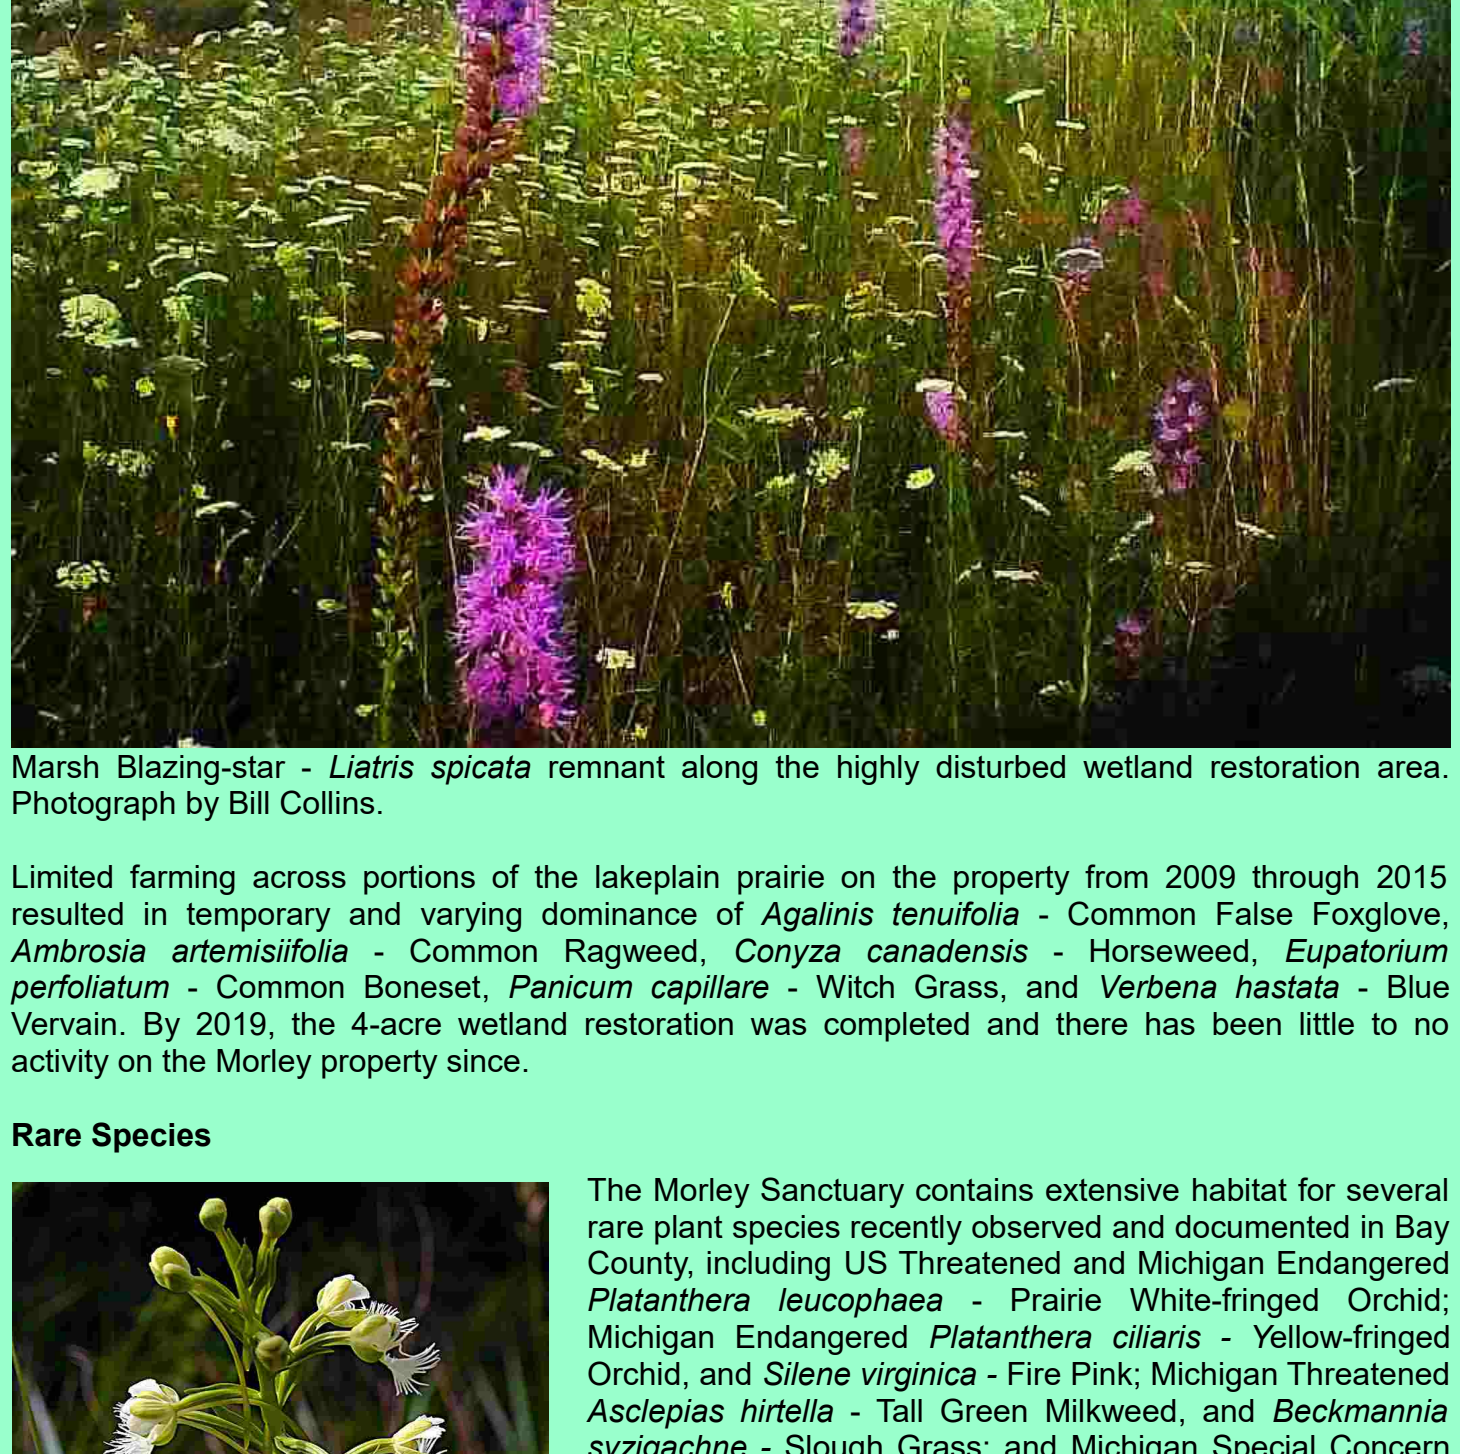 Marsh Blazing-star - Liatris spicata remnant along the highly disturbed wetland restoration area.
Photograph by Bill Collins.
Limited farming across portions of the lakeplain prairie on the property from 2009 through 2015
resulted in temporary and varying dominance of Agalinis tenuifolia - Common False Foxglove,
Ambrosia artemisiifolia - Common Ragweed, Conyza canadensis - Horseweed, Eupatorium
perfoliatum - Common Boneset, Panicum capillare - Witch Grass, and Verbena hastata - Blue
Vervain. By 2019, the 4-acre wetland restoration was completed and there has been little to no
activity on the Morley property since.
Rare Species
The Morley Sanctuary contains extensive habitat for several
rare plant species recently observed and documented in Bay
County, including US Threatened and Michigan Endangered
Platanthera leucophaea - Prairie White-fringed Orchid;
Michigan Endangered Platanthera ciliaris - Yellow-fringed
Orchid, and Silene virginica - Fire Pink; Michigan Threatened
Asclepias hirtella - Tall Green Milkweed, and Beckmannia
syzigachne - Slough Grass; and Michigan Special Concern